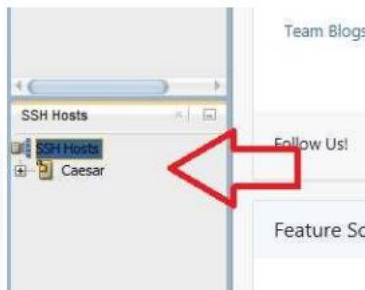 Team Blogs
SSH Hosts
SSH Hosts
Caesar
Follow Us!
Feature Sc